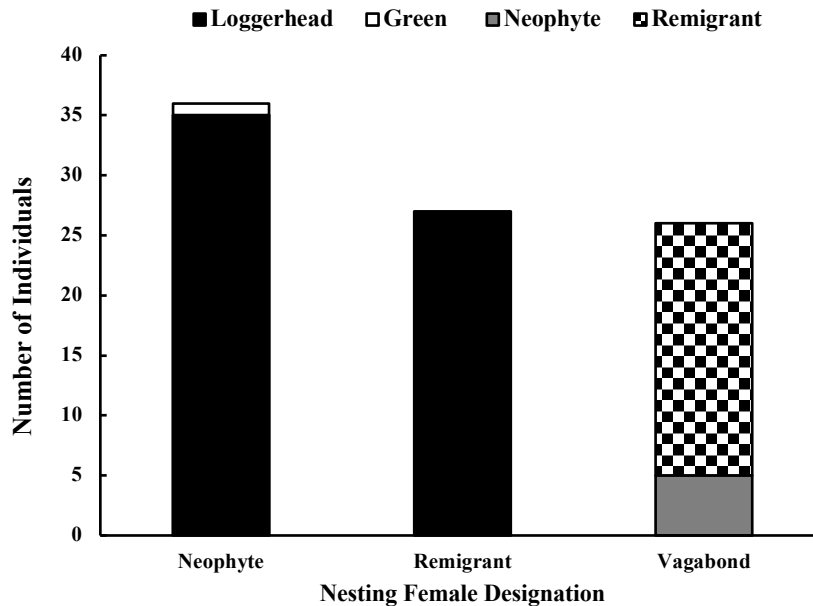 Loggerhead Green Neophyte Remigrant
40
35
30
25
20
15
10
5
0
Number of Individuals
Neophyte Remigrant Vagabond
Nesting Female Designation